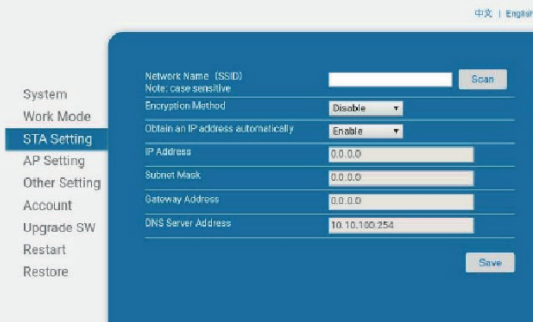 中文 | English
System
Work Mode
STA Setting
AP Setting
Other Setting
Account
Upgrade SW
Restart
Restore
Network Name (SSID)
Note: case sensitive
Scan
Encryption Method
Disable
Obtain an IP address automatically
Enable
IP Address
0.0.0.0
Subnet Mask
0.0.0.0
Gateway Address
0.0.0.0
DNS Server Address
10.10.100.254
Save